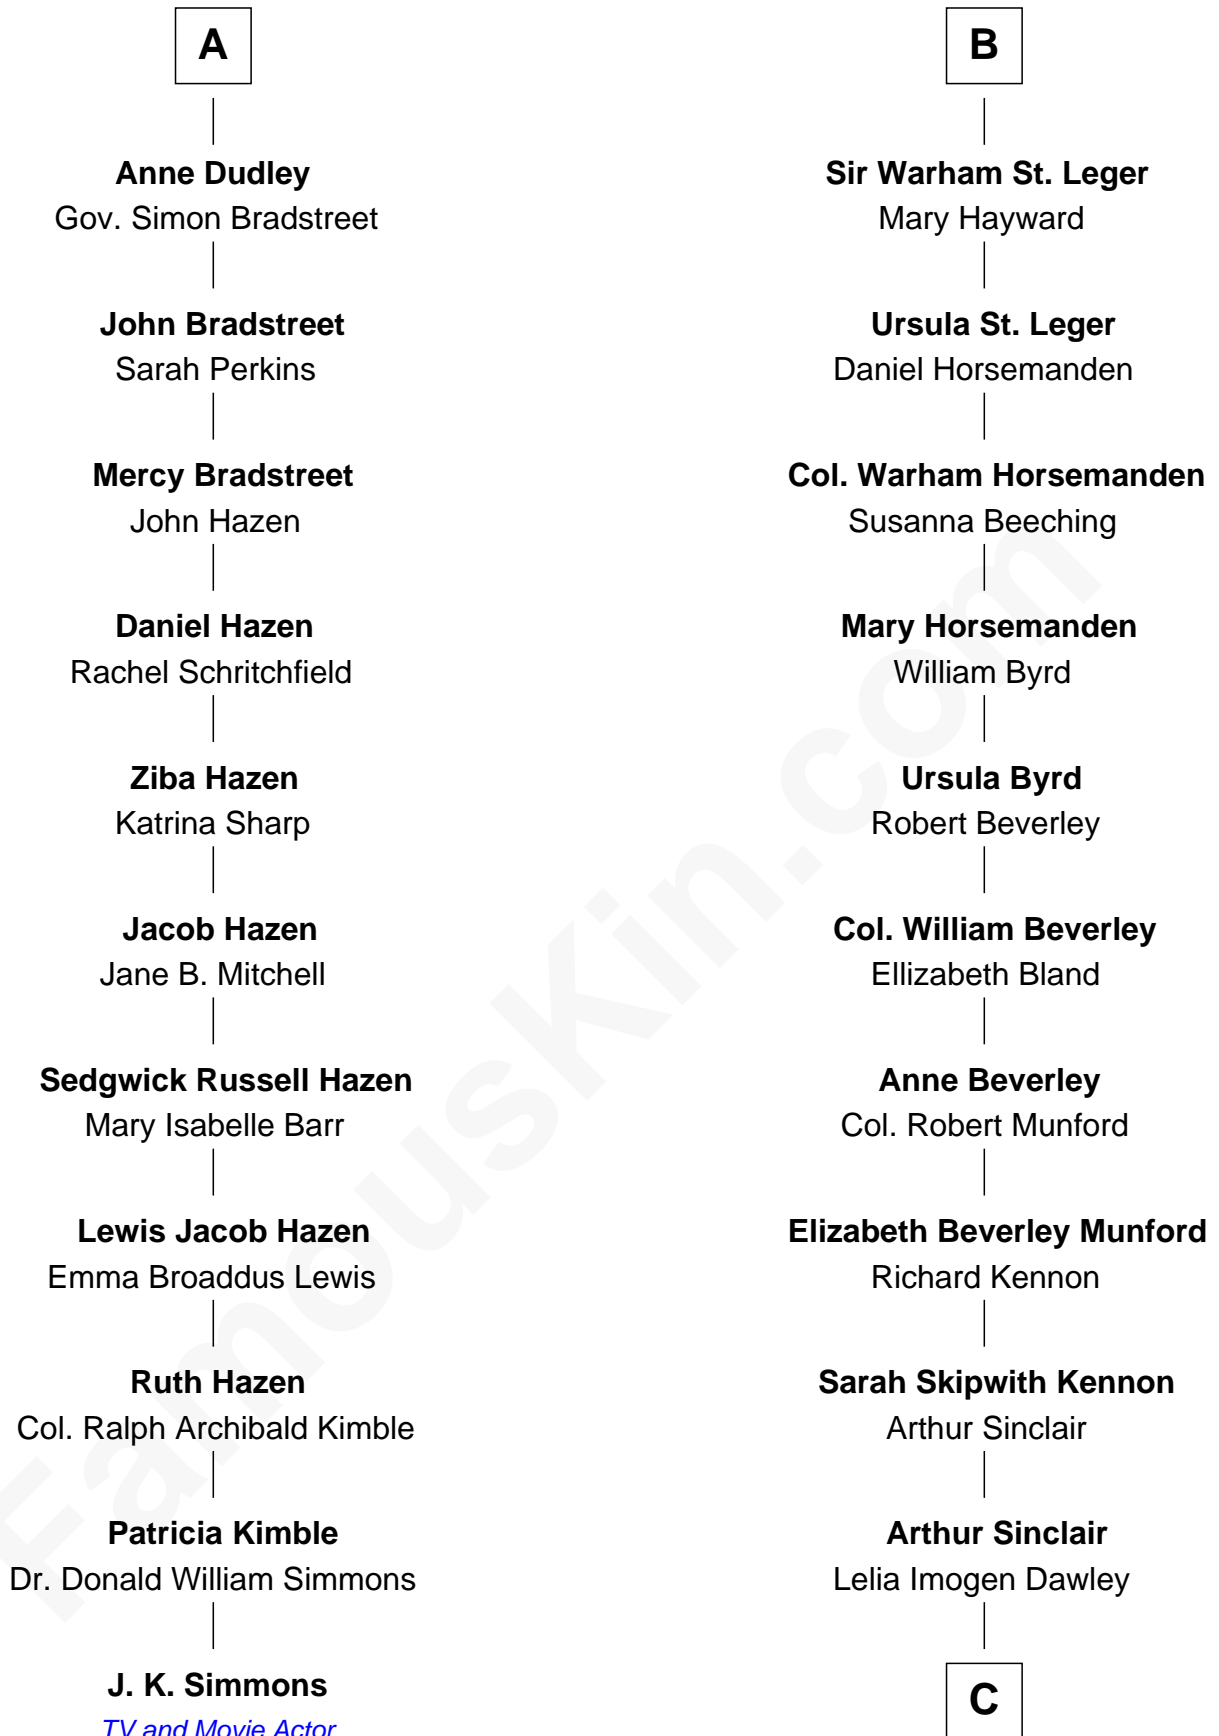 A
Anne Dudley
Gov. Simon Bradstreet
John Bradstreet
Sarah Perkins
Mercy Bradstreet
John Hazen
Daniel Hazen
Rachel Schritchfield
Ziba Hazen
Katrina Sharp
Jacob Hazen
Jane B. Mitchell
Sedgwick Russell Hazen
Mary Isabelle Barr
Lewis Jacob Hazen
Emma Broaddus Lewis
Ruth Hazen
Col. Ralph Archibald Kimble
Patricia Kimble
Dr. Donald William Simmons
J. K. Simmons
TV and Movie Actor
B
Sir Warham St. Leger
Mary Hayward
Ursula St. Leger
Daniel Horsemanden
Col. Warham Horsemanden
Susanna Beeching
Mary Horsemanden
William Byrd
Ursula Byrd
Robert Beverley
Col. William Beverley
Ellizabeth Bland
Anne Beverley
Col. Robert Munford
Elizabeth Beverley Munford
Richard Kennon
Sarah Skipwith Kennon
Arthur Sinclair
Arthur Sinclair
Lelia Imogen Dawley
C
FamousKin.com